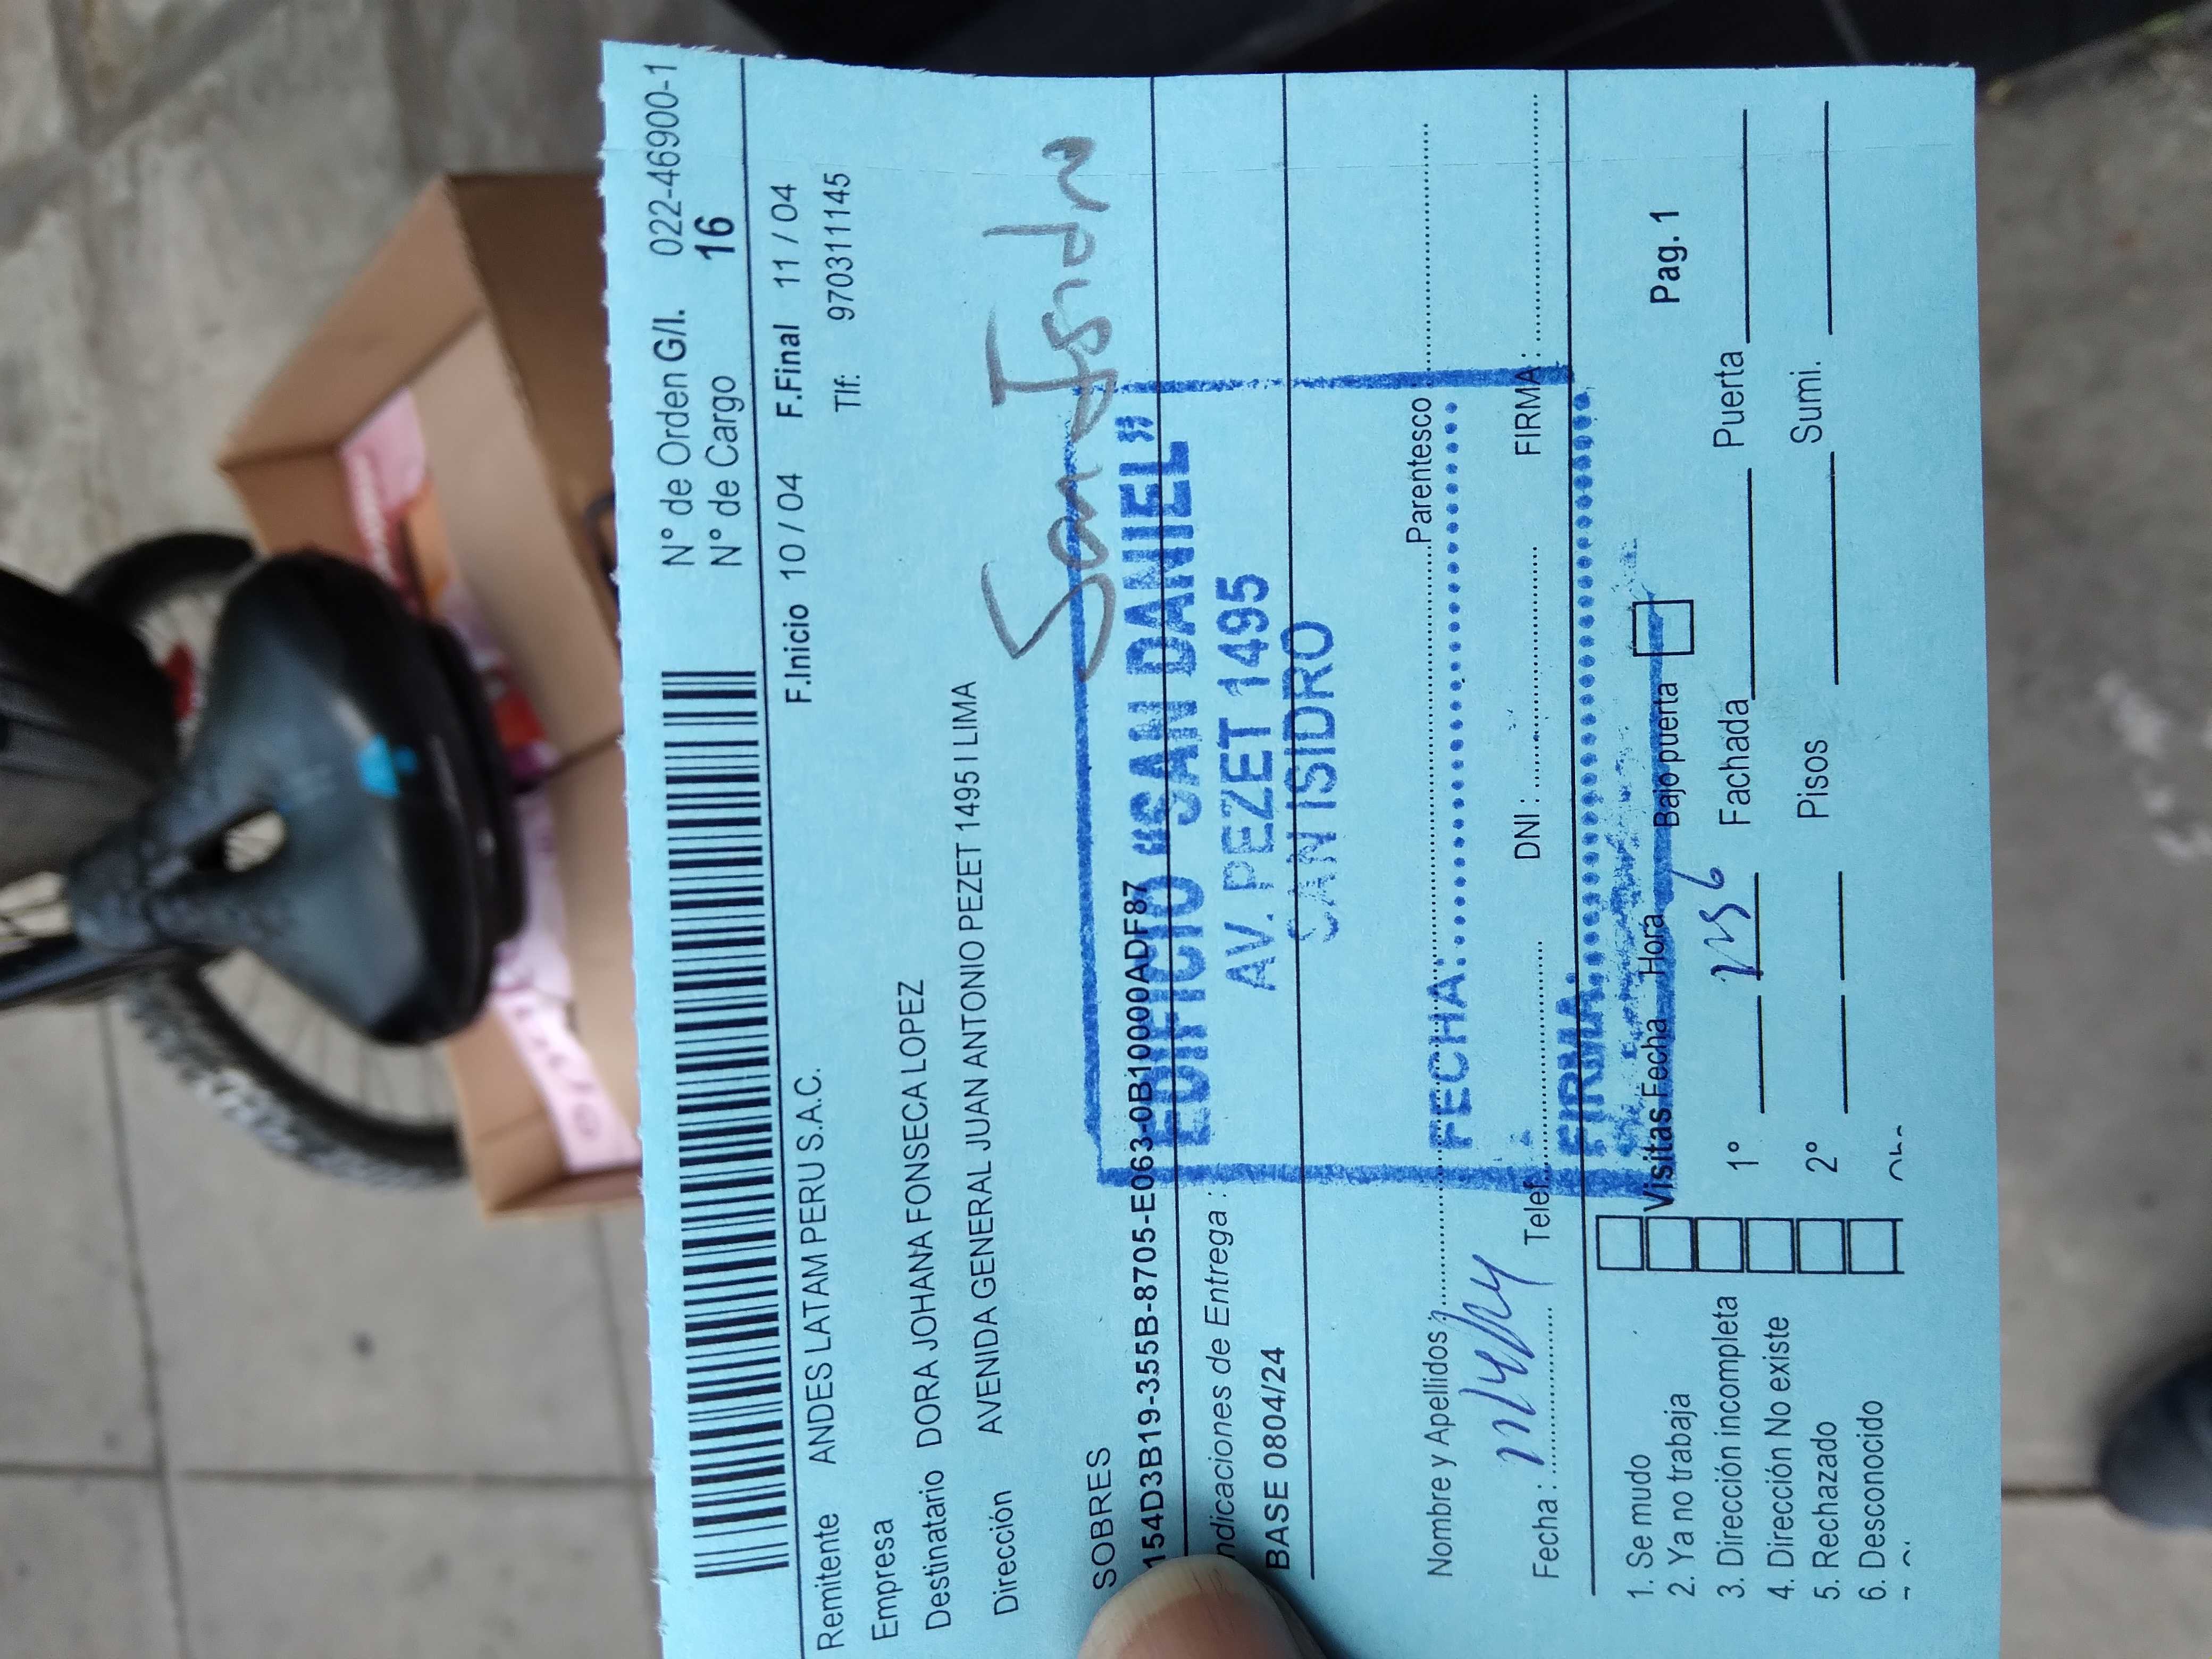 N° de Orden G/I. 022-46900-1
N° de Cargo 16
F.Inicio 10 / 04 F.Final 11 / 04
Remitente ANDES LATAM PERU S.A.C.
Tlf: 970311145
Empresa
Destinatario DORA JOHANA FONSECA LOPEZ
Dirección AVENIDA GENERAL JUAN ANTONIO PEZET 1495 I LIMA
San Isidro
SOBRES
154D3B19-355B-8705-E063-0B10000ADF87
EDIFICIO "SAN DANIEL"
AV. PEZET 1495
SAN ISIDRO
ndicaciones de Entrega :
BASE 0804/24
Nombre y Apellidos Parentesco
FECHA:
11/4/24
Fecha : Telef. DNI : FIRMA :
FIRMA
1. Se mudo
2. Ya no trabaja
3. Dirección incompleta
4. Dirección No existe
5. Rechazado
6. Desconocido
Visitas Fecha Hora Bajo puerta Pag. 1
1° Fachada Puerta
2° Pisos Sumi.